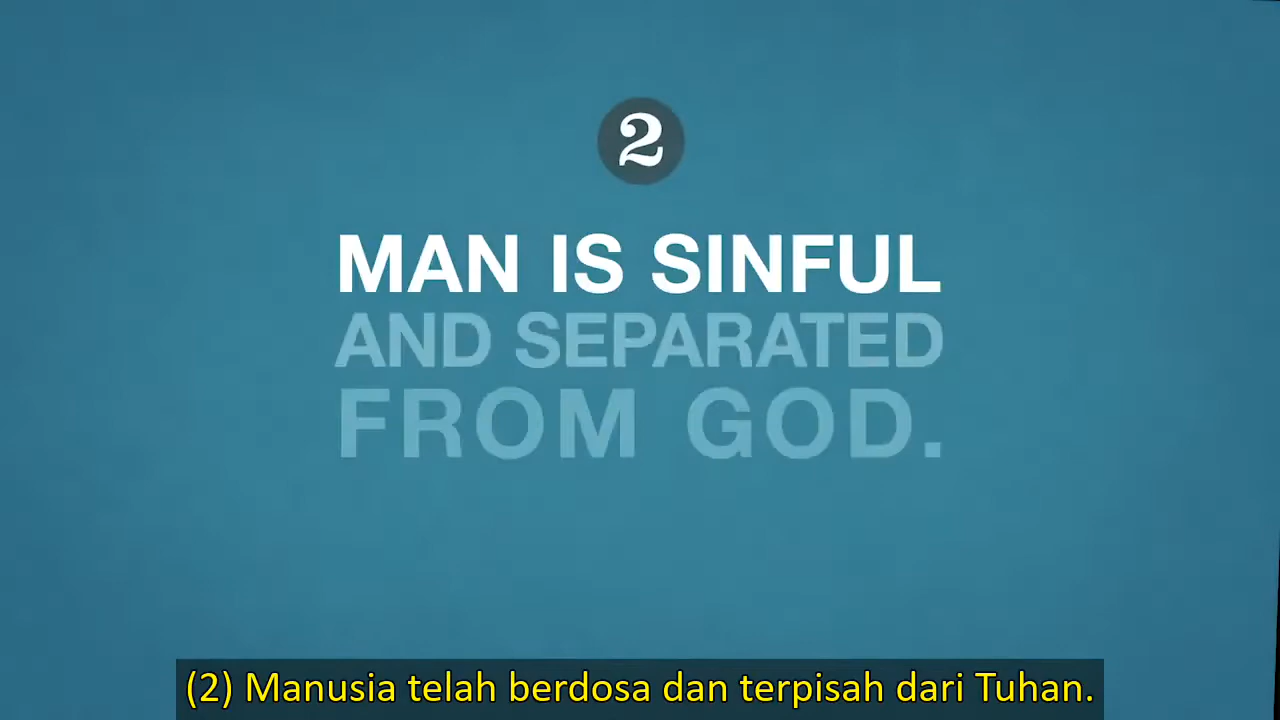 2
MAN IS SINFUL
AND SEPARATED
FROM GOD.
(2) Manusia telah berdosa dan terpisah dari Tuhan.